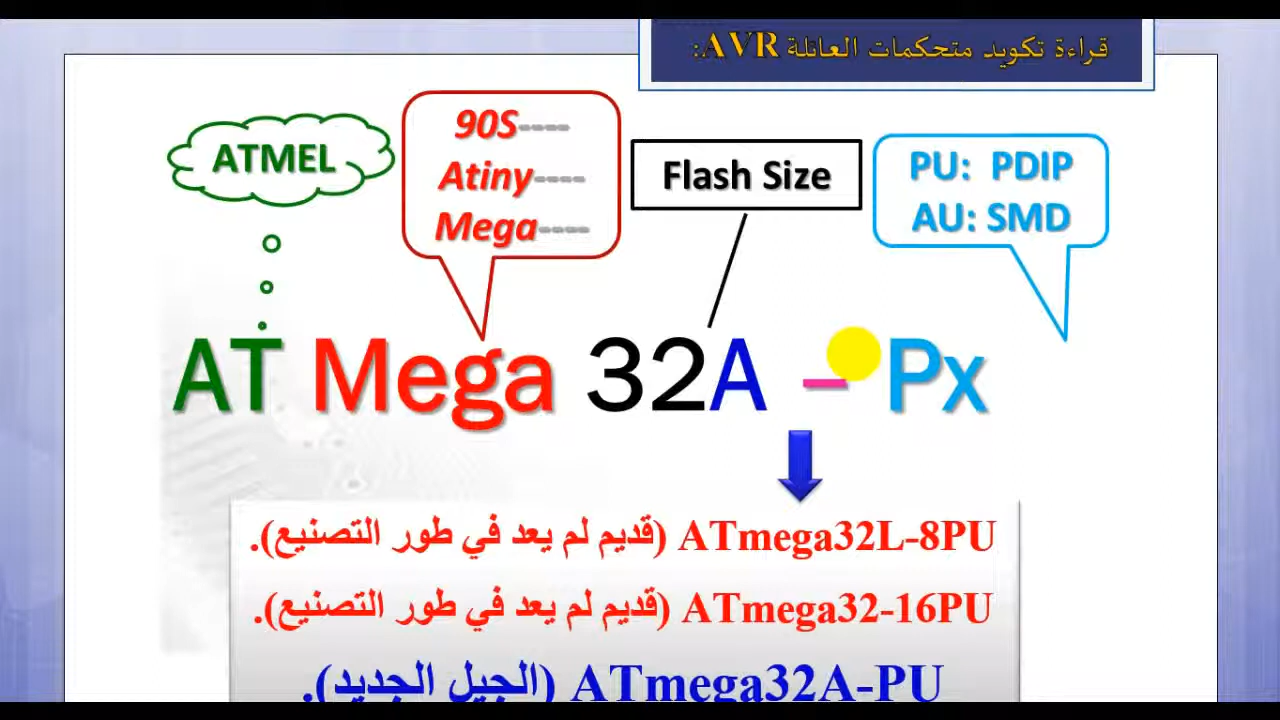 قراءة تكويد متحكمات العائلة AVR:
ATMEL
90S----
Atiny----
Mega----
Flash Size
PU: PDIP
AU: SMD
AT Mega 32A – Px
ATmega32L-8PU (قديم لم يعد في طور التصنيع).
ATmega32-16PU (قديم لم يعد في طور التصنيع).
ATmega32A-PU (الجيل الجديد).